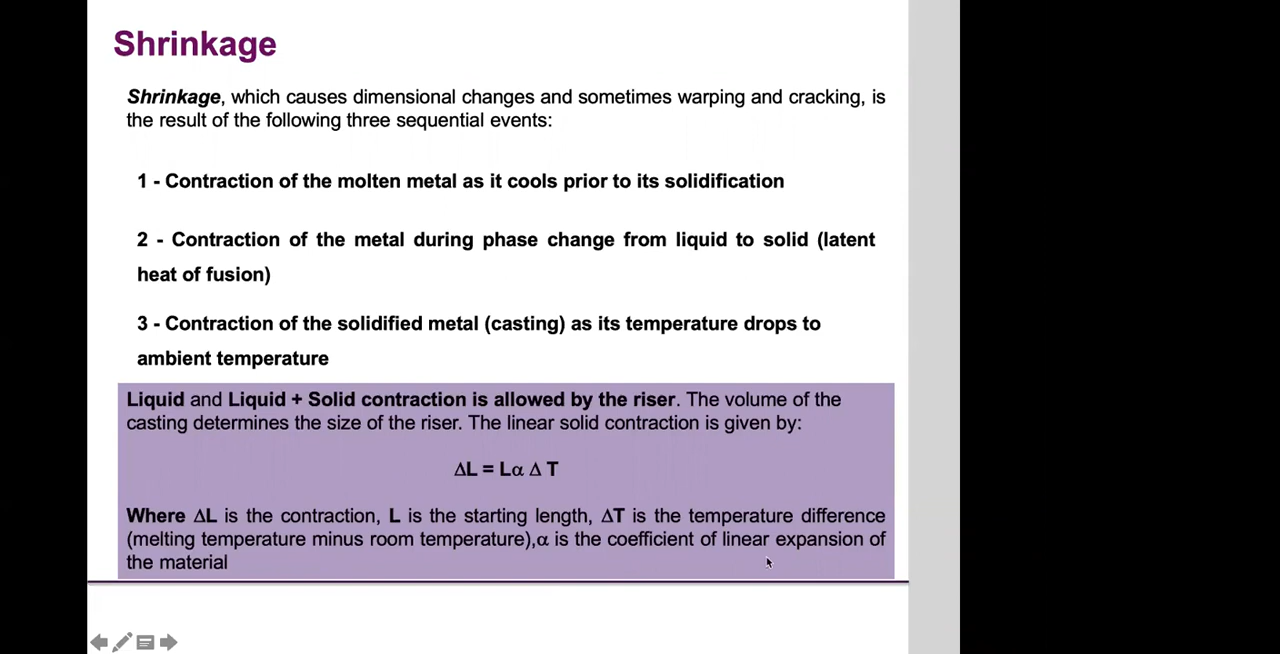 Shrinkage
Shrinkage, which causes dimensional changes and sometimes warping and cracking, is
the result of the following three sequential events:
1 - Contraction of the molten metal as it cools prior to its solidification
2 - Contraction of the metal during phase change from liquid to solid (latent
heat of fusion)
3 - Contraction of the solidified metal (casting) as its temperature drops to
ambient temperature
Liquid and Liquid + Solid contraction is allowed by the riser. The volume of the
casting determines the size of the riser. The linear solid contraction is given by:
ΔL = Lα Δ T
Where ΔL is the contraction, L is the starting length, ΔT is the temperature difference
(melting temperature minus room temperature),α is the coefficient of linear expansion of
the material